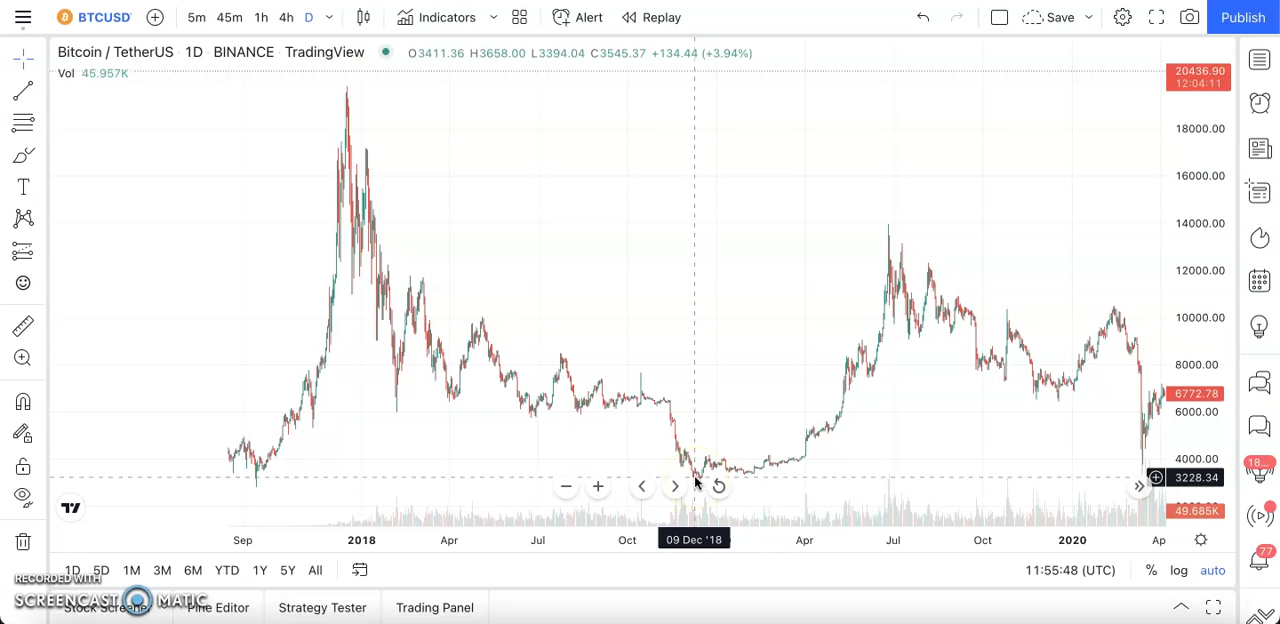 BTCUSD 5m 45m 1h 4h D Indicators Alert Replay Save Publish
Bitcoin / TetherUS 1D BINANCE TradingView O3411.36 H3658.00 L3394.04 C3545.37 +134.44 (+3.94%)
Vol 45.957K
20436.90
12:04:11
18000.00
16000.00
14000.00
12000.00
10000.00
8000.00
6772.78
6000.00
4000.00
3228.34
49.685K
Sep 2018 Apr Jul Oct 09 Dec '18 Apr Jul Oct 2020 Ap
1D 5D 1M 3M 6M YTD 1Y 5Y All 11:55:48 (UTC) % log auto
RECORDED WITH
SCREENCAST MATIC
Stock Screener Pine Editor Strategy Tester Trading Panel
18...
77